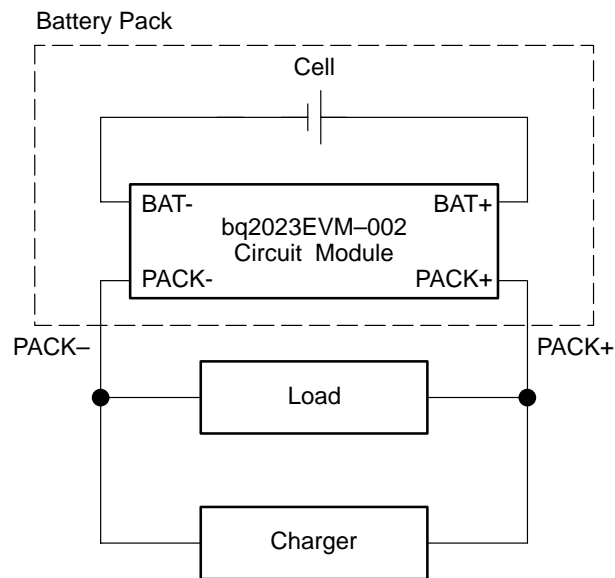 Battery Pack
Cell
BAT-
BAT+
bq2023EVM–002
Circuit Module
PACK-
PACK+
PACK–
PACK+
Load
Charger